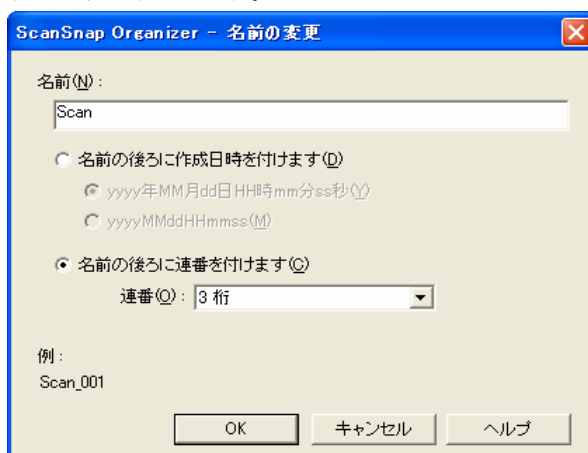 ScanSnap Organizer - 名前の変更
名前(N):
Scan
名前の後ろに作成日時を付けます(D)
yyyy年MM月dd日HH時mm分ss秒(Y)
yyyyMMddHHmmss(M)
名前の後ろに連番を付けます(C)
連番(O): 3 桁
例:
Scan_001
OK キャンセル ヘルプ